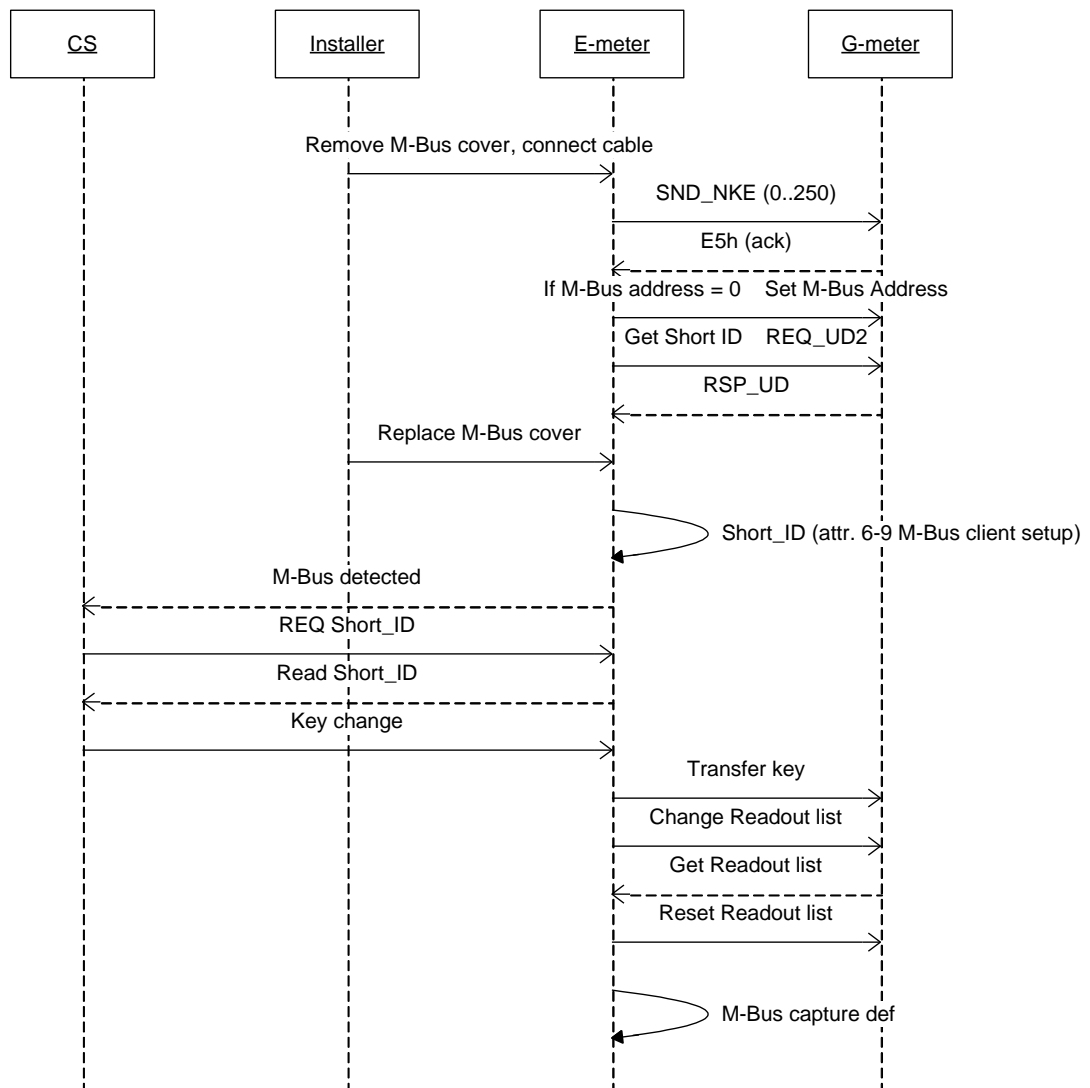 CS
Installer
E-meter
G-meter
Remove M-Bus cover, connect cable
SND_NKE (0..250)
E5h (ack)
If M-Bus address = 0    Set M-Bus Address
Get Short ID    REQ_UD2
RSP_UD
Replace M-Bus cover
Short_ID (attr. 6-9 M-Bus client setup)
M-Bus detected
REQ Short_ID
Read Short_ID
Key change
Transfer key
Change Readout list
Get Readout list
Reset Readout list
M-Bus capture def